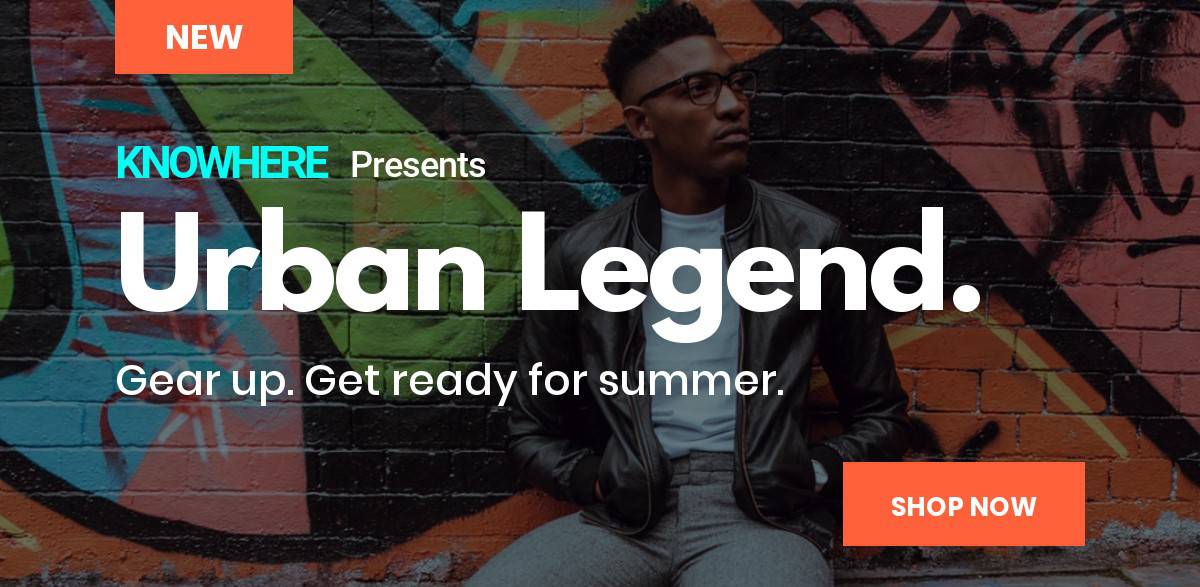 NEW
KNOWHERE Presents
Urban Legend.
Gear up. Get ready for summer.
SHOP NOW